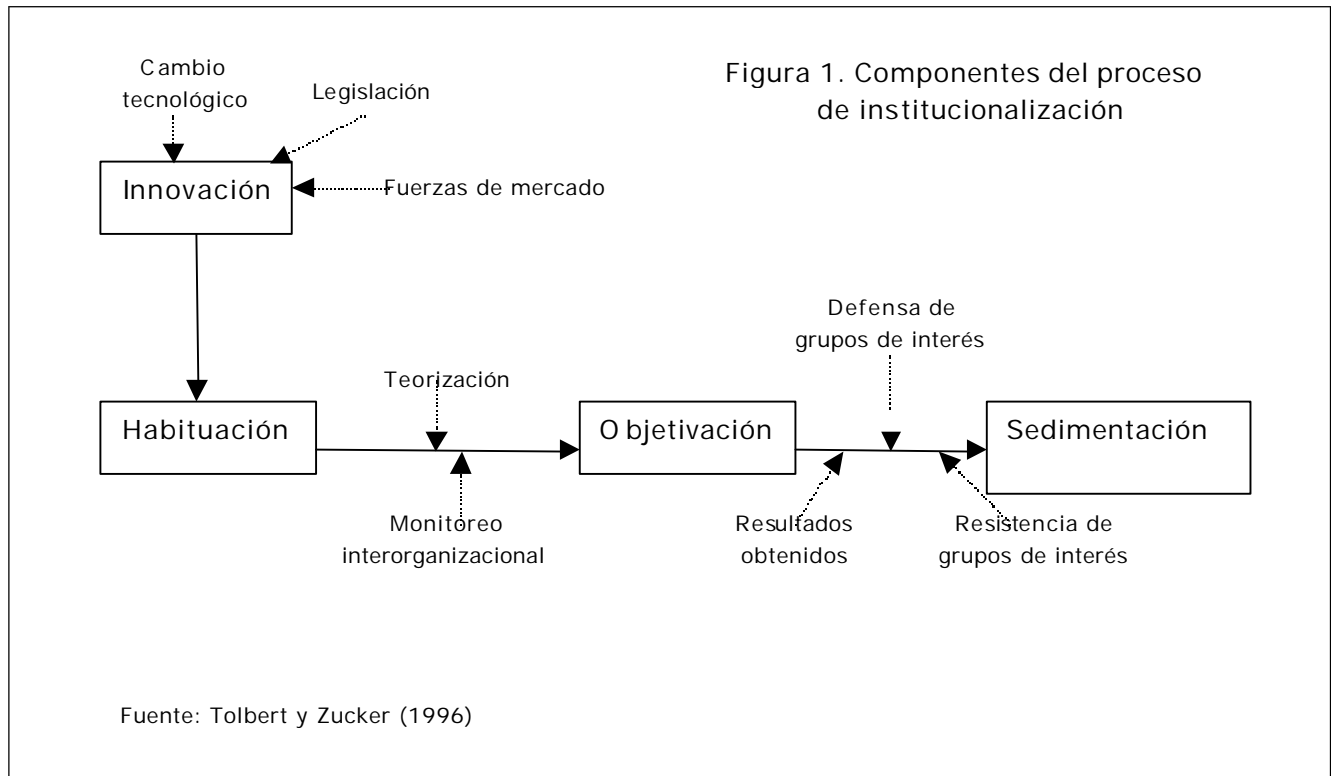 Figura 1. Componentes del proceso
de institucionalización
Cambio
tecnológico
Legislación
Innovación
Fuerzas de mercado
Defensa de
grupos de interés
Teorización
Habituación
Objetivación
Sedimentación
Monitoreo
interorganizacional
Resultados
obtenidos
Resistencia de
grupos de interés
Fuente: Tolbert y Zucker (1996)